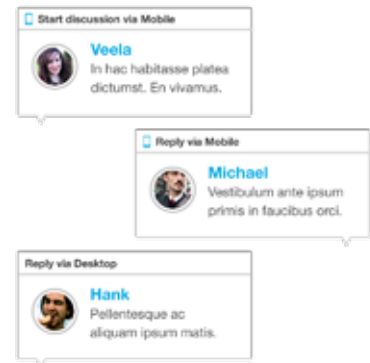 Start discussion via Mobile
Veela
In hac habitasse platea
dictumst. En vivamus.
Reply via Mobile
Michael
Vestibulum ante ipsum
primis in faucibus orci.
Reply via Desktop
Hank
Pellentesque ac
aliquam ipsum matis.